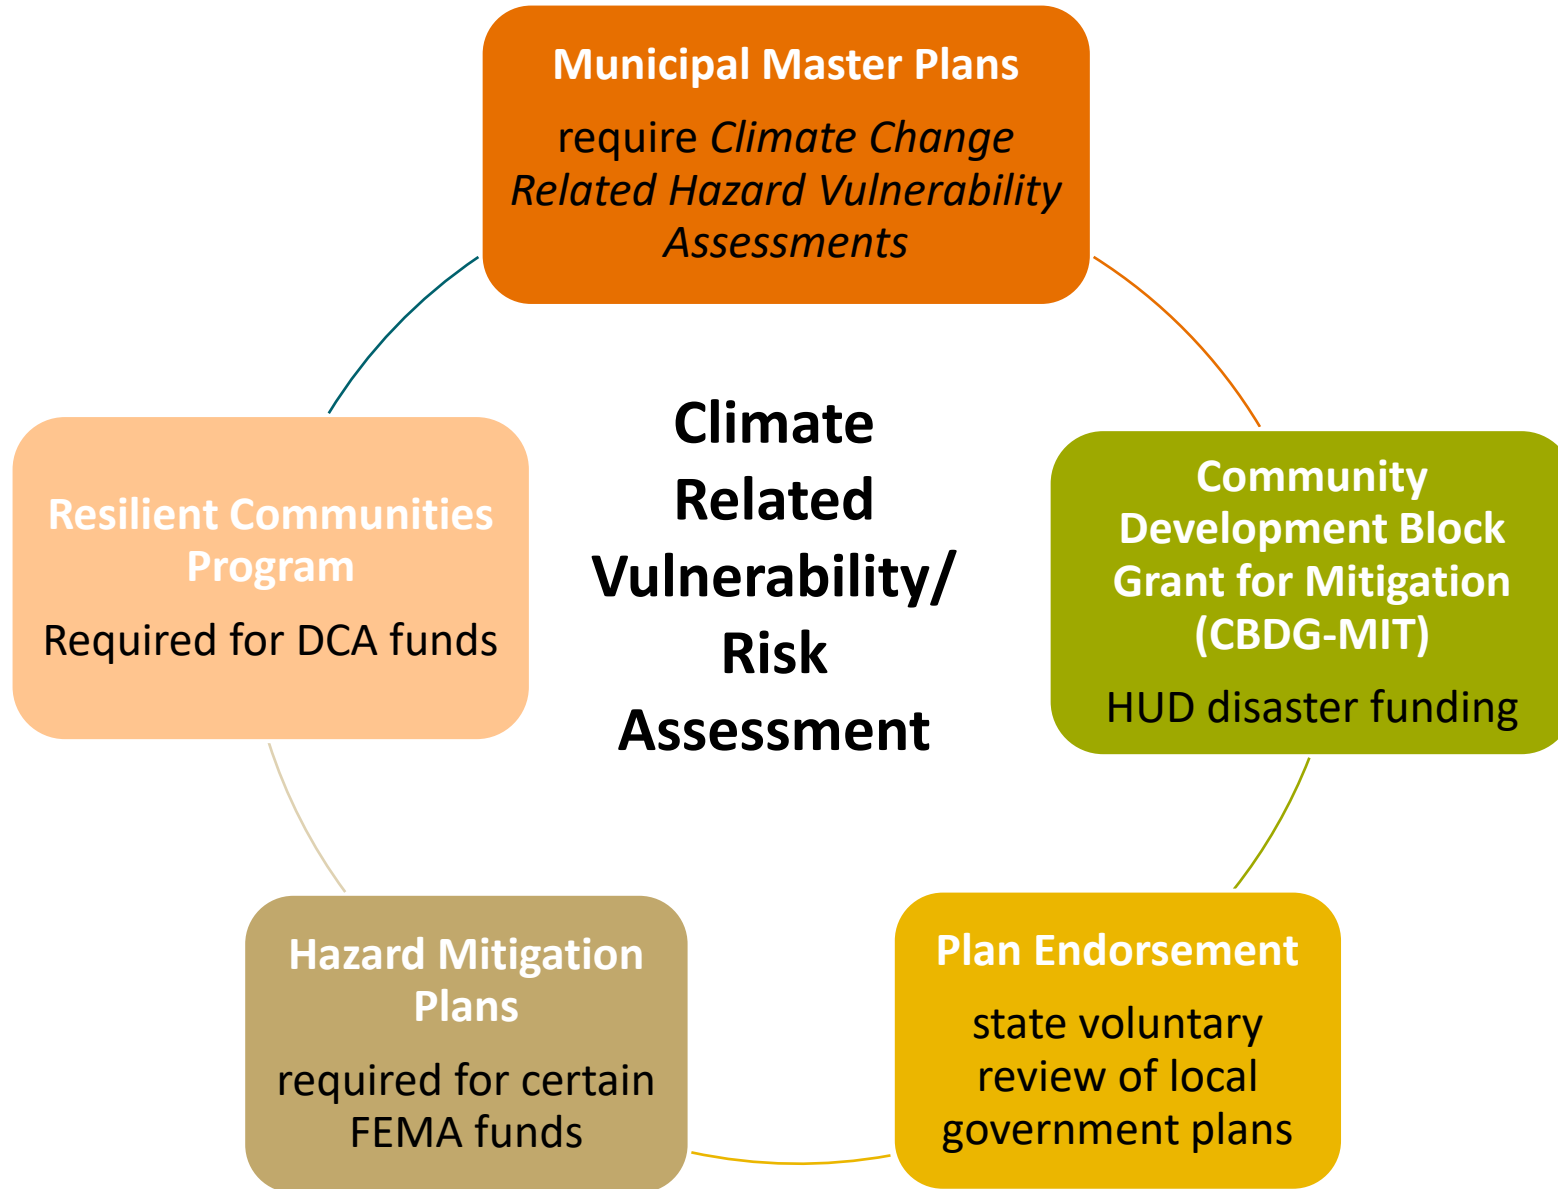 Municipal Master Plans
require Climate Change
Related Hazard Vulnerability
Assessments
Climate
Related
Vulnerability/
Risk
Assessment
Community
Development Block
Grant for Mitigation
(CBDG-MIT)
HUD disaster funding
Plan Endorsement
state voluntary
review of local
government plans
Hazard Mitigation
Plans
required for certain
FEMA funds
Resilient Communities
Program
Required for DCA funds